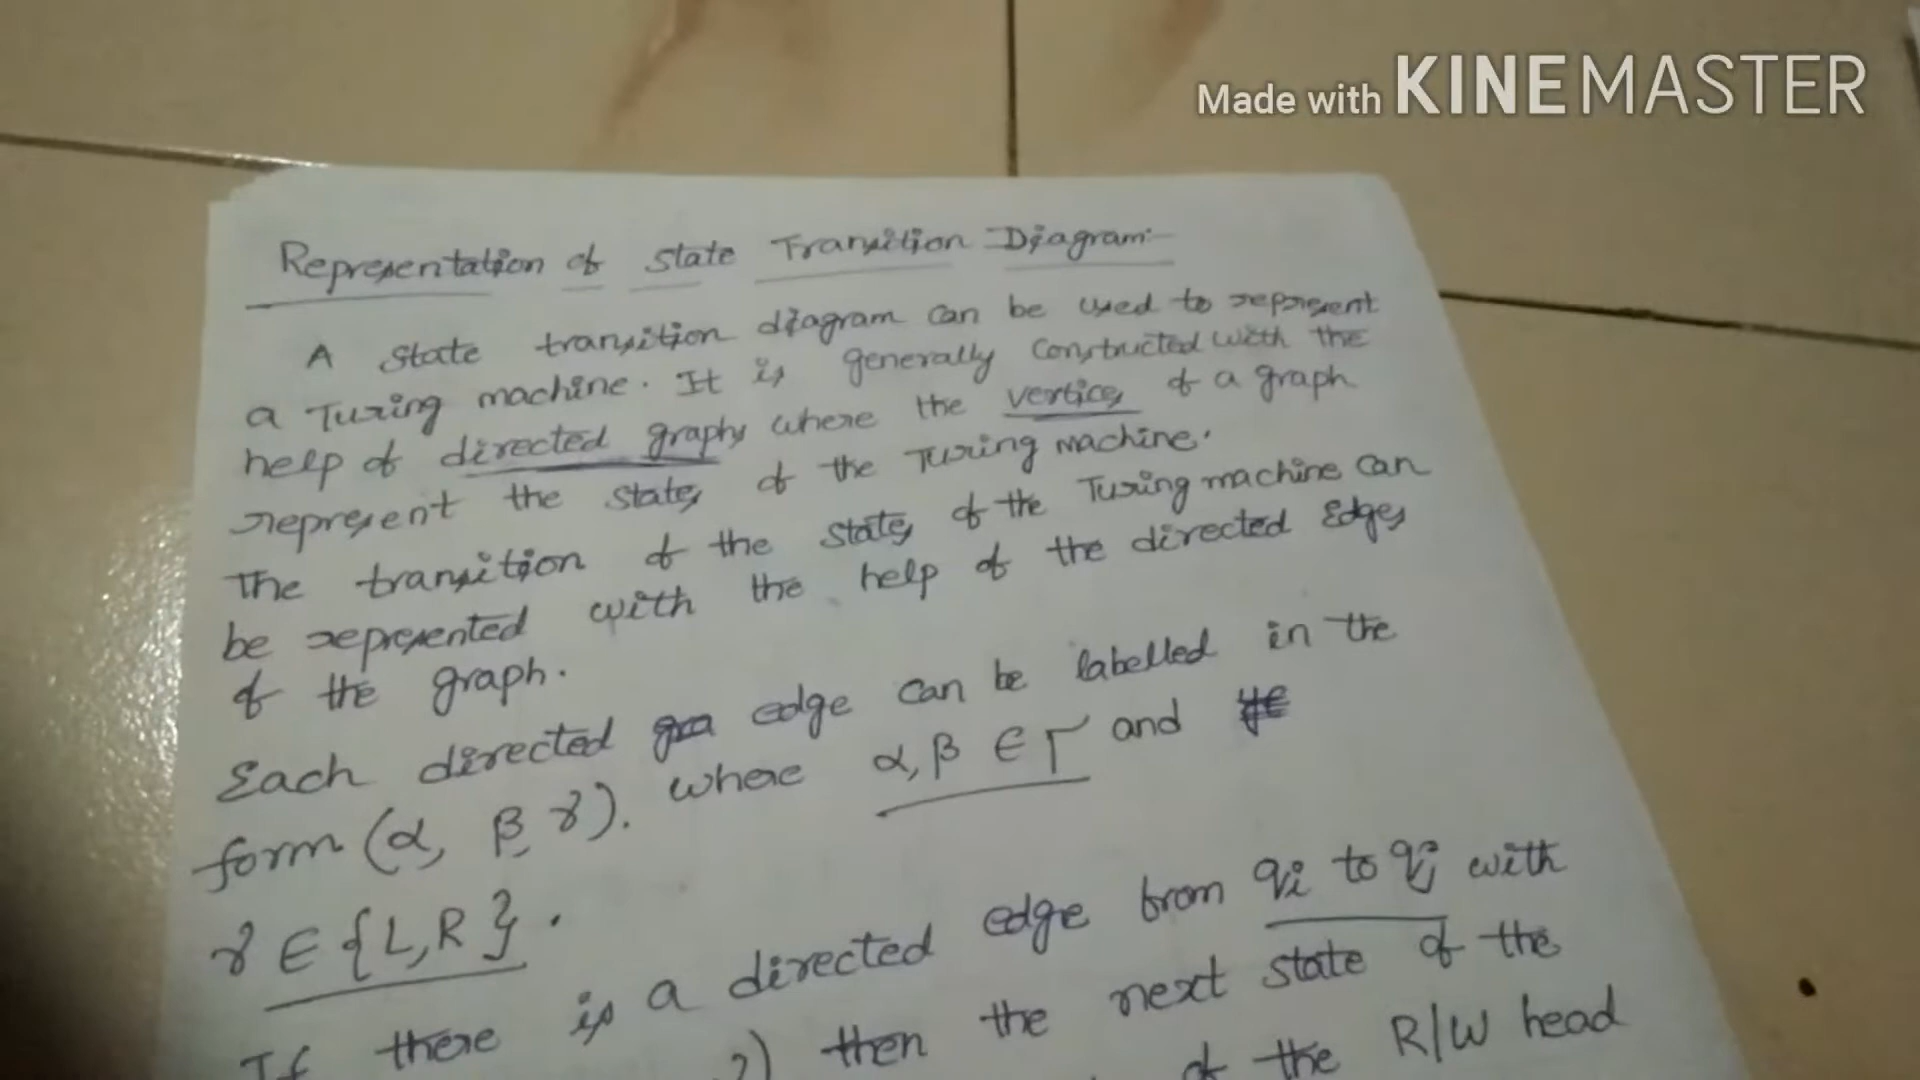 Made with KINEMASTER
Representation of State Transition Diagram:-
A State transition diagram can be used to represent
a Turing machine. It is generally constructed with the
help of directed graphs where the vertices of a graph
represent the states of the Turing machine.
The transition of the states of the Turing machine can
be represented with the help of the directed Edges
of the graph.
Each directed edge can be labelled in the
form (α, β, γ). where α, β ∈ Γ and
γ ∈ {L, R}.
If there is a directed edge from qi to qj with
then the next state of the
of the R/W head